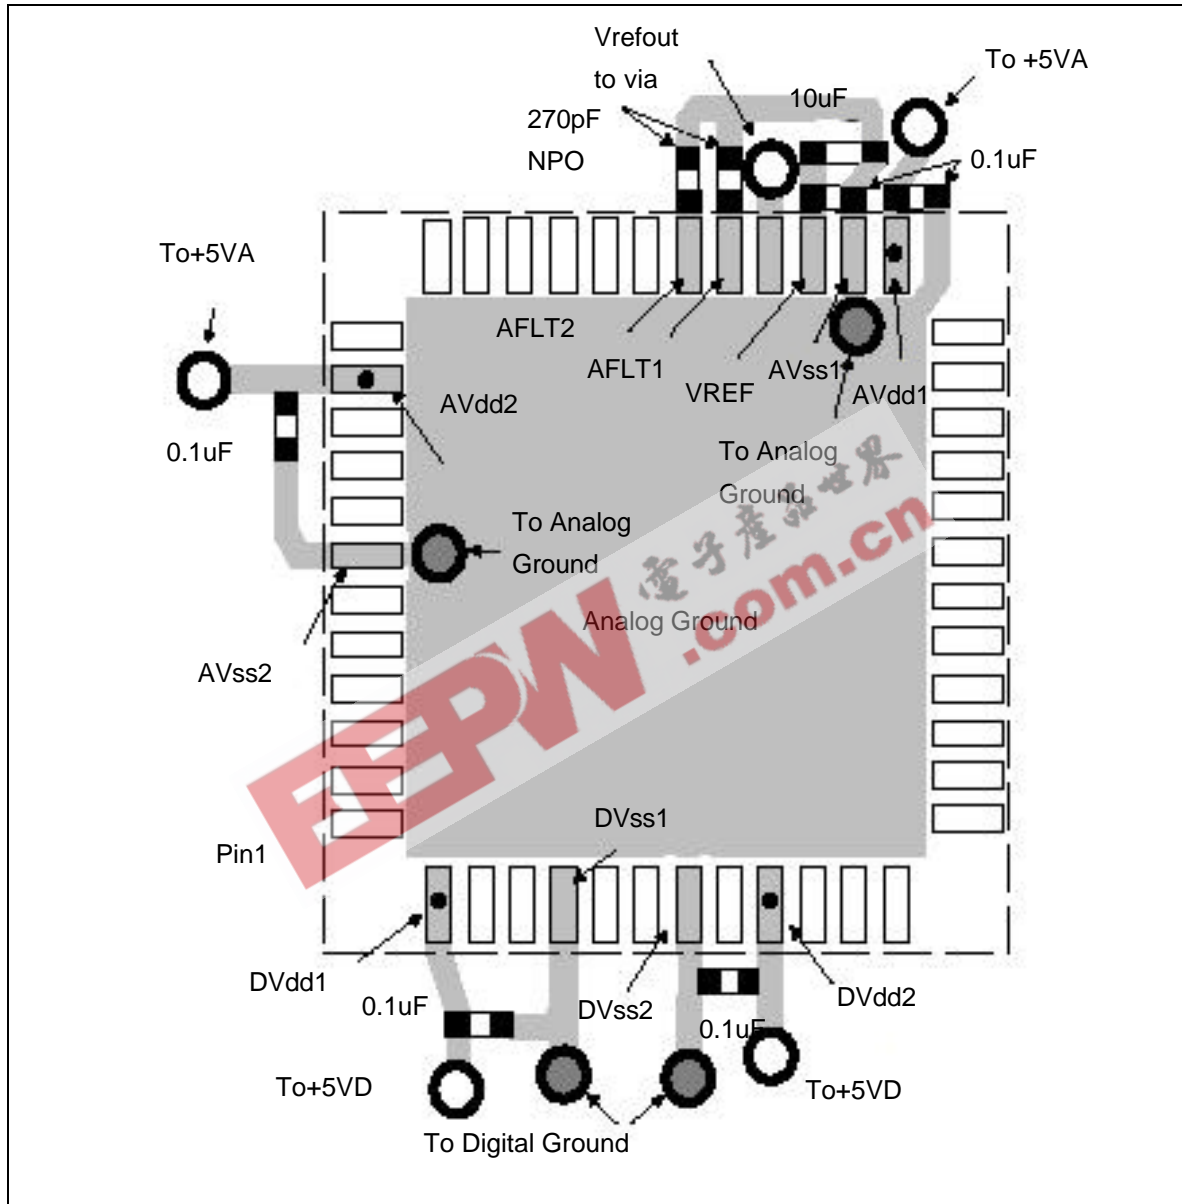 Vrefout
to via
To +5VA
10uF
270pF
NPO
0.1uF
To+5VA
AFLT2
AFLT1
VREF
AVss1
AVdd1
AVdd2
0.1uF
To Analog
Ground
To Analog
Ground
Analog Ground
電子產品世界
EEPW
.com.cn
AVss2
Pin1
DVss1
DVdd1
0.1uF
DVss2
0.1uF
DVdd2
To+5VD
To+5VD
To Digital Ground